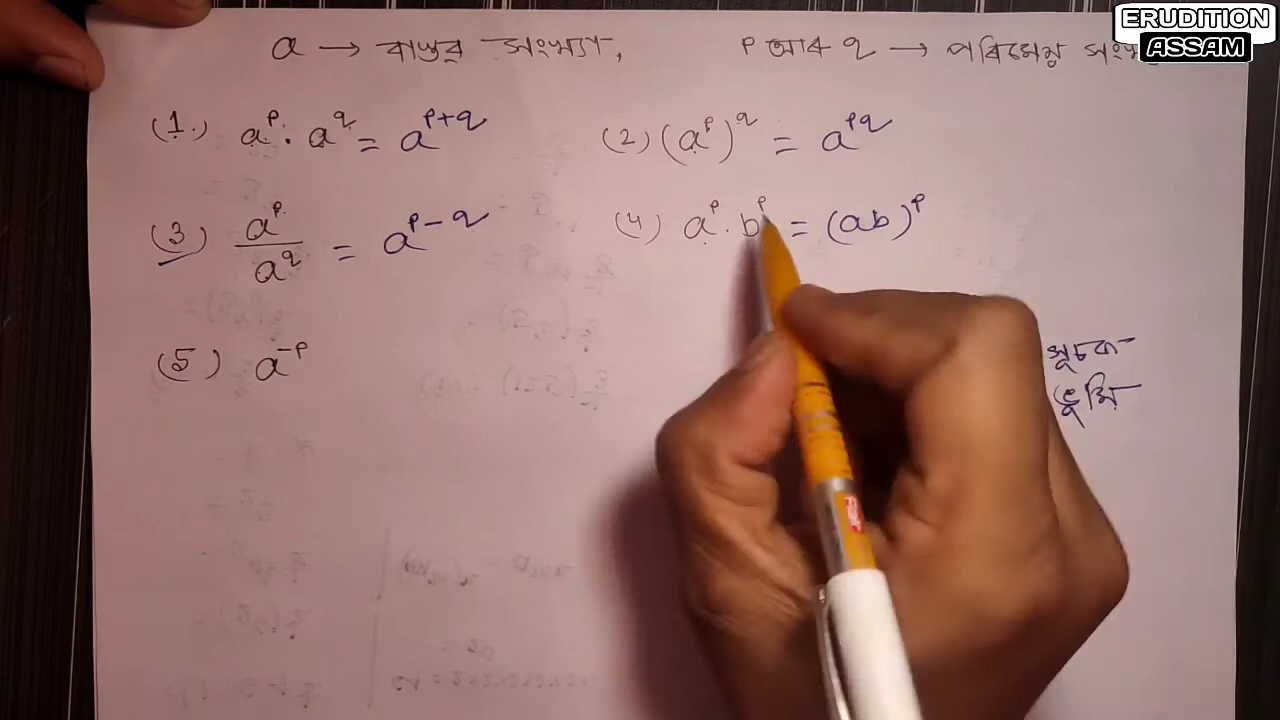 ERUDITION
ASSAM
a → বাস্তৱ সংখ্যা, p আৰু q → পৰিমেয় সংখ্যা
(1.) a^p · a^q = a^{p+q} (2) (a^p)^q = a^{pq}
(3) a^p / a^q = a^{p-q} (4) a^p · b^p = (ab)^p
(5) a^{-p}
সূচক-
ভূমি